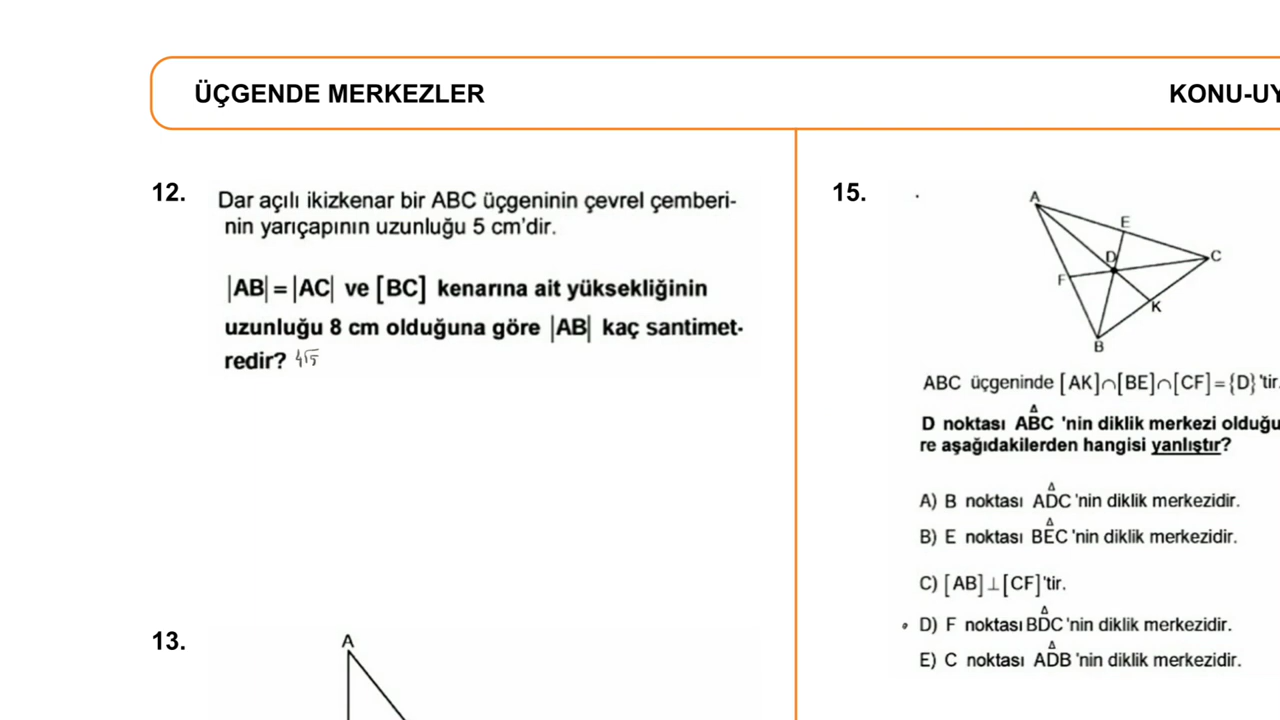 ÜÇGENDE MERKEZLER
KONU-UY
12.
Dar açılı ikizkenar bir ABC üçgeninin çevrel çemberi-
nin yarıçapının uzunluğu 5 cm'dir.
|AB| = |AC| ve [BC] kenarına ait yüksekliğinin
uzunluğu 8 cm olduğuna göre |AB| kaç santimet-
redir? 4√5
13.
A
15.
A
E
D
C
F
K
B
ABC üçgeninde [AK]∩[BE]∩[CF]={D}'tir.
D noktası ABC 'nin diklik merkezi olduğu
re aşağıdakilerden hangisi yanlıştır?
A) B noktası ADC 'nin diklik merkezidir.
B) E noktası BEC 'nin diklik merkezidir.
C) [AB]⊥[CF]'tir.
D) F noktası BDC 'nin diklik merkezidir.
E) C noktası ADB 'nin diklik merkezidir.